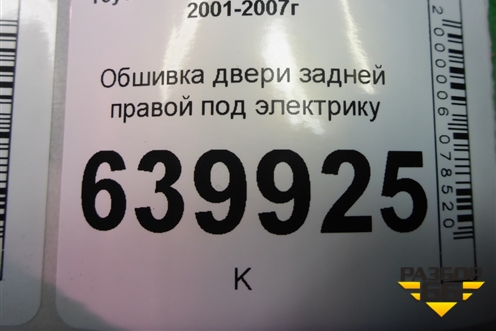 2001-2007г
Обшивка двери задней
правой под электрику
639925
К
2000006078520
РАЗБОР